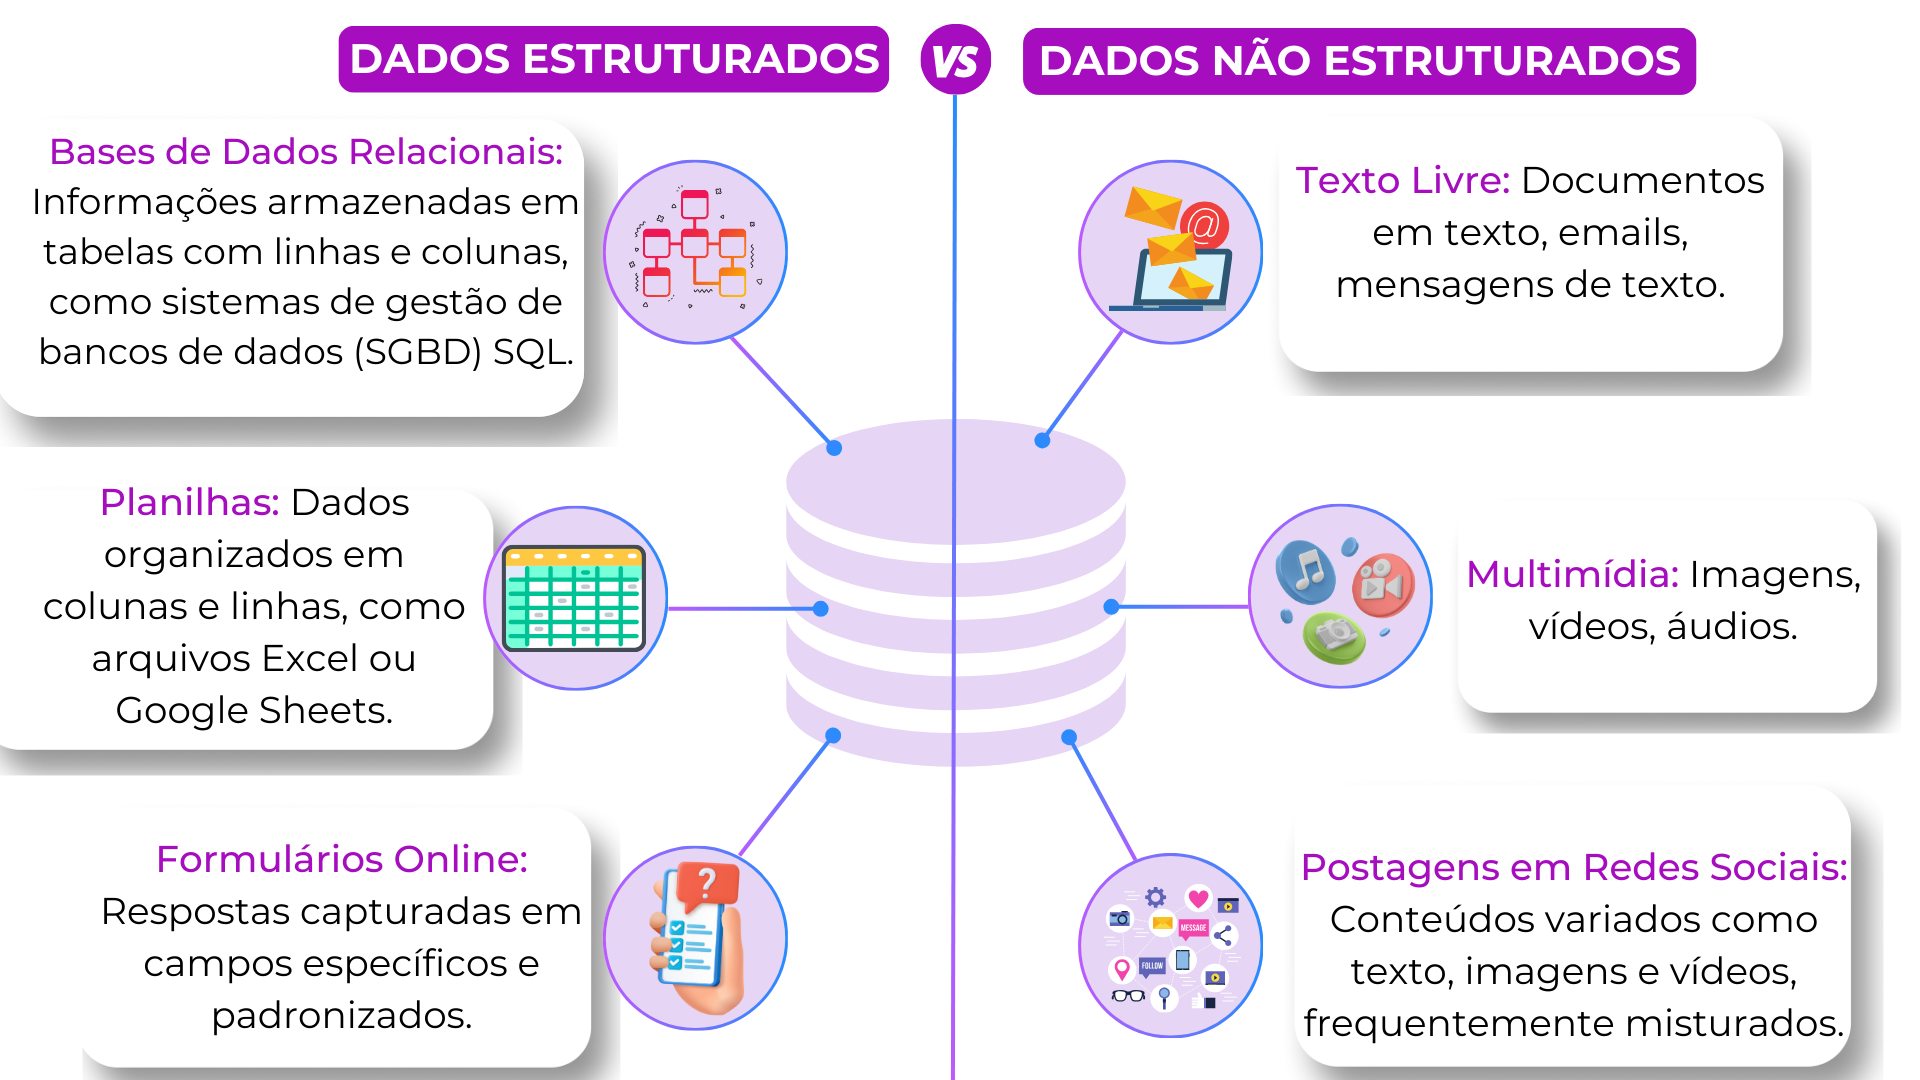 DADOS ESTRUTURADOS
VS
DADOS NÃO ESTRUTURADOS
Bases de Dados Relacionais:
Informações armazenadas em
tabelas com linhas e colunas,
como sistemas de gestão de
bancos de dados (SGBD) SQL.
Planilhas: Dados
organizados em
colunas e linhas, como
arquivos Excel ou
Google Sheets.
Formulários Online:
Respostas capturadas em
campos específicos e
padronizados.
?
Texto Livre: Documentos
em texto, emails,
mensagens de texto.
@
Multimídia: Imagens,
vídeos, áudios.
Postagens em Redes Sociais:
Conteúdos variados como
texto, imagens e vídeos,
frequentemente misturados.
MESSAGE
FOLLOW